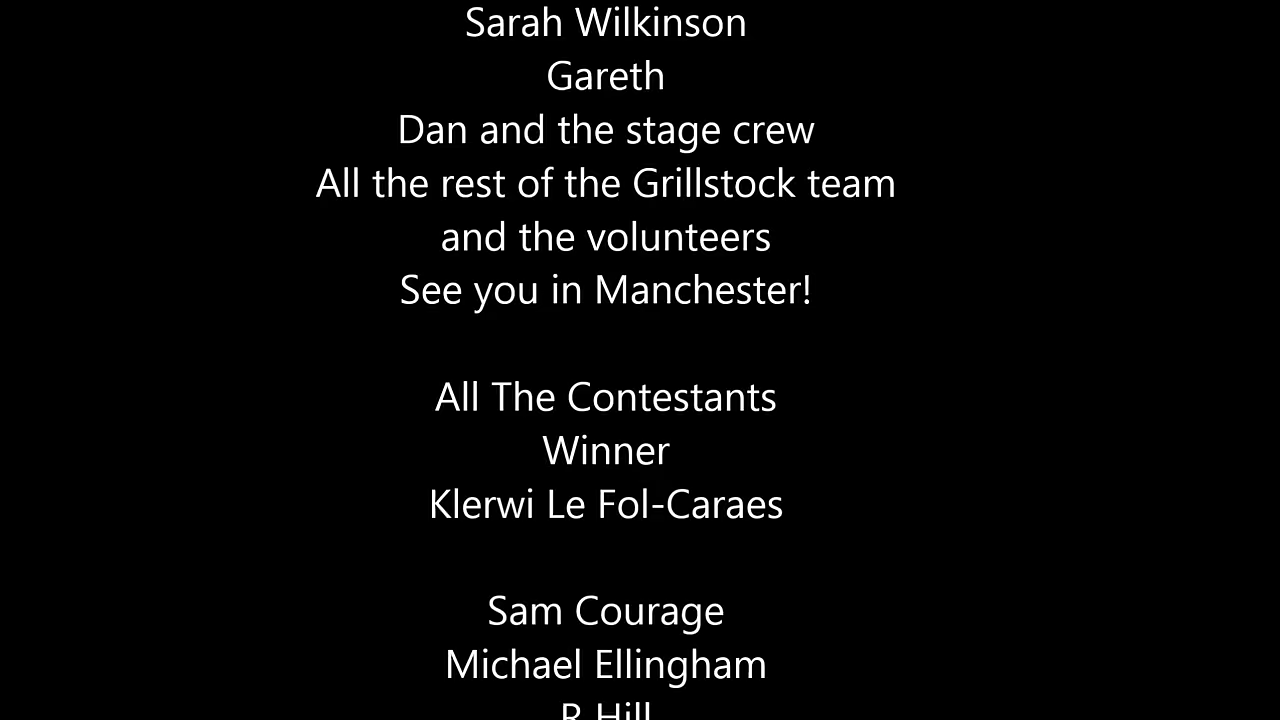 Sarah Wilkinson
Gareth
Dan and the stage crew
All the rest of the Grillstock team
and the volunteers
See you in Manchester!
All The Contestants
Winner
Klerwi Le Fol-Caraes
Sam Courage
Michael Ellingham
R Hill